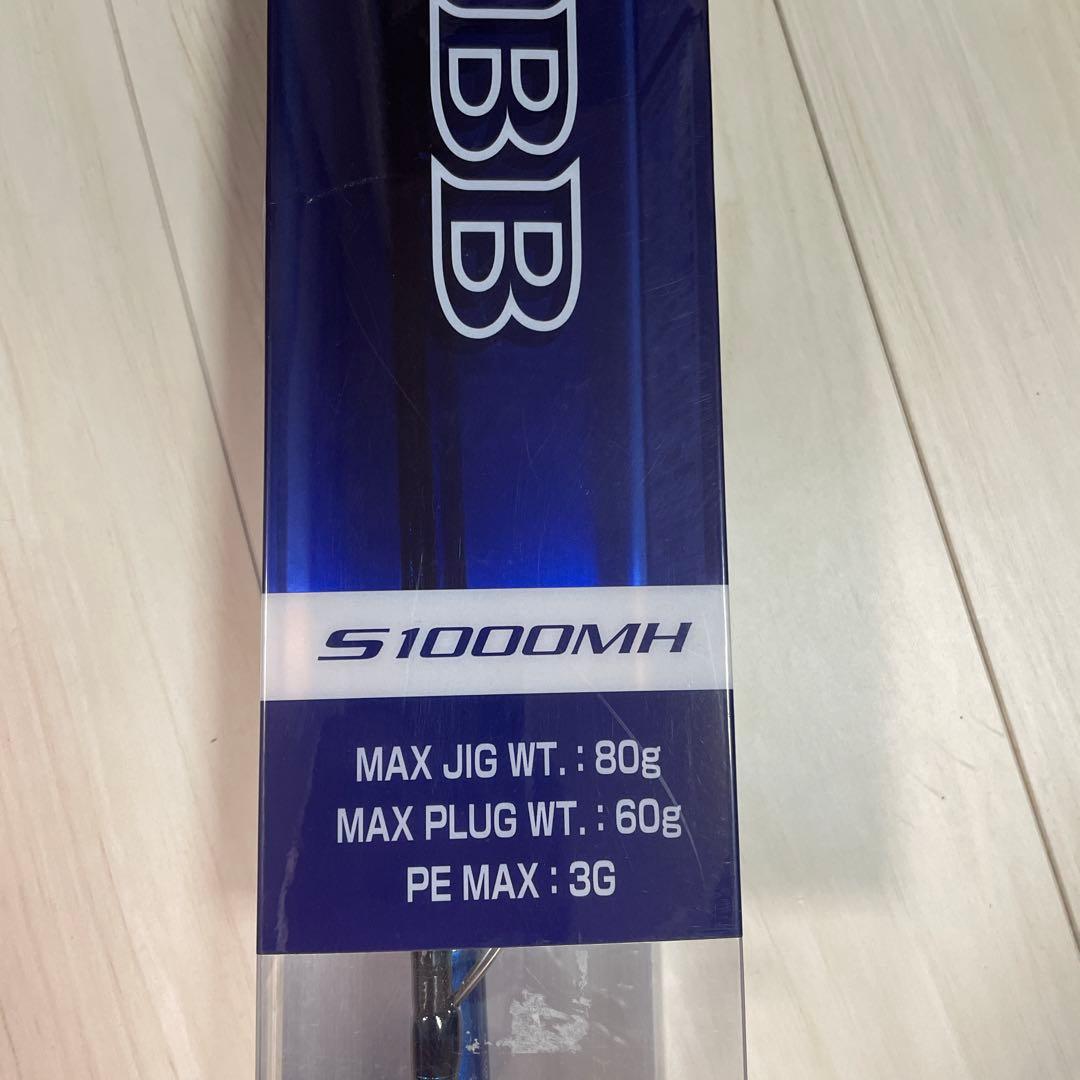 BB
S1000MH
MAX JIG WT. : 80g
MAX PLUG WT. : 60g
PE MAX : 3G